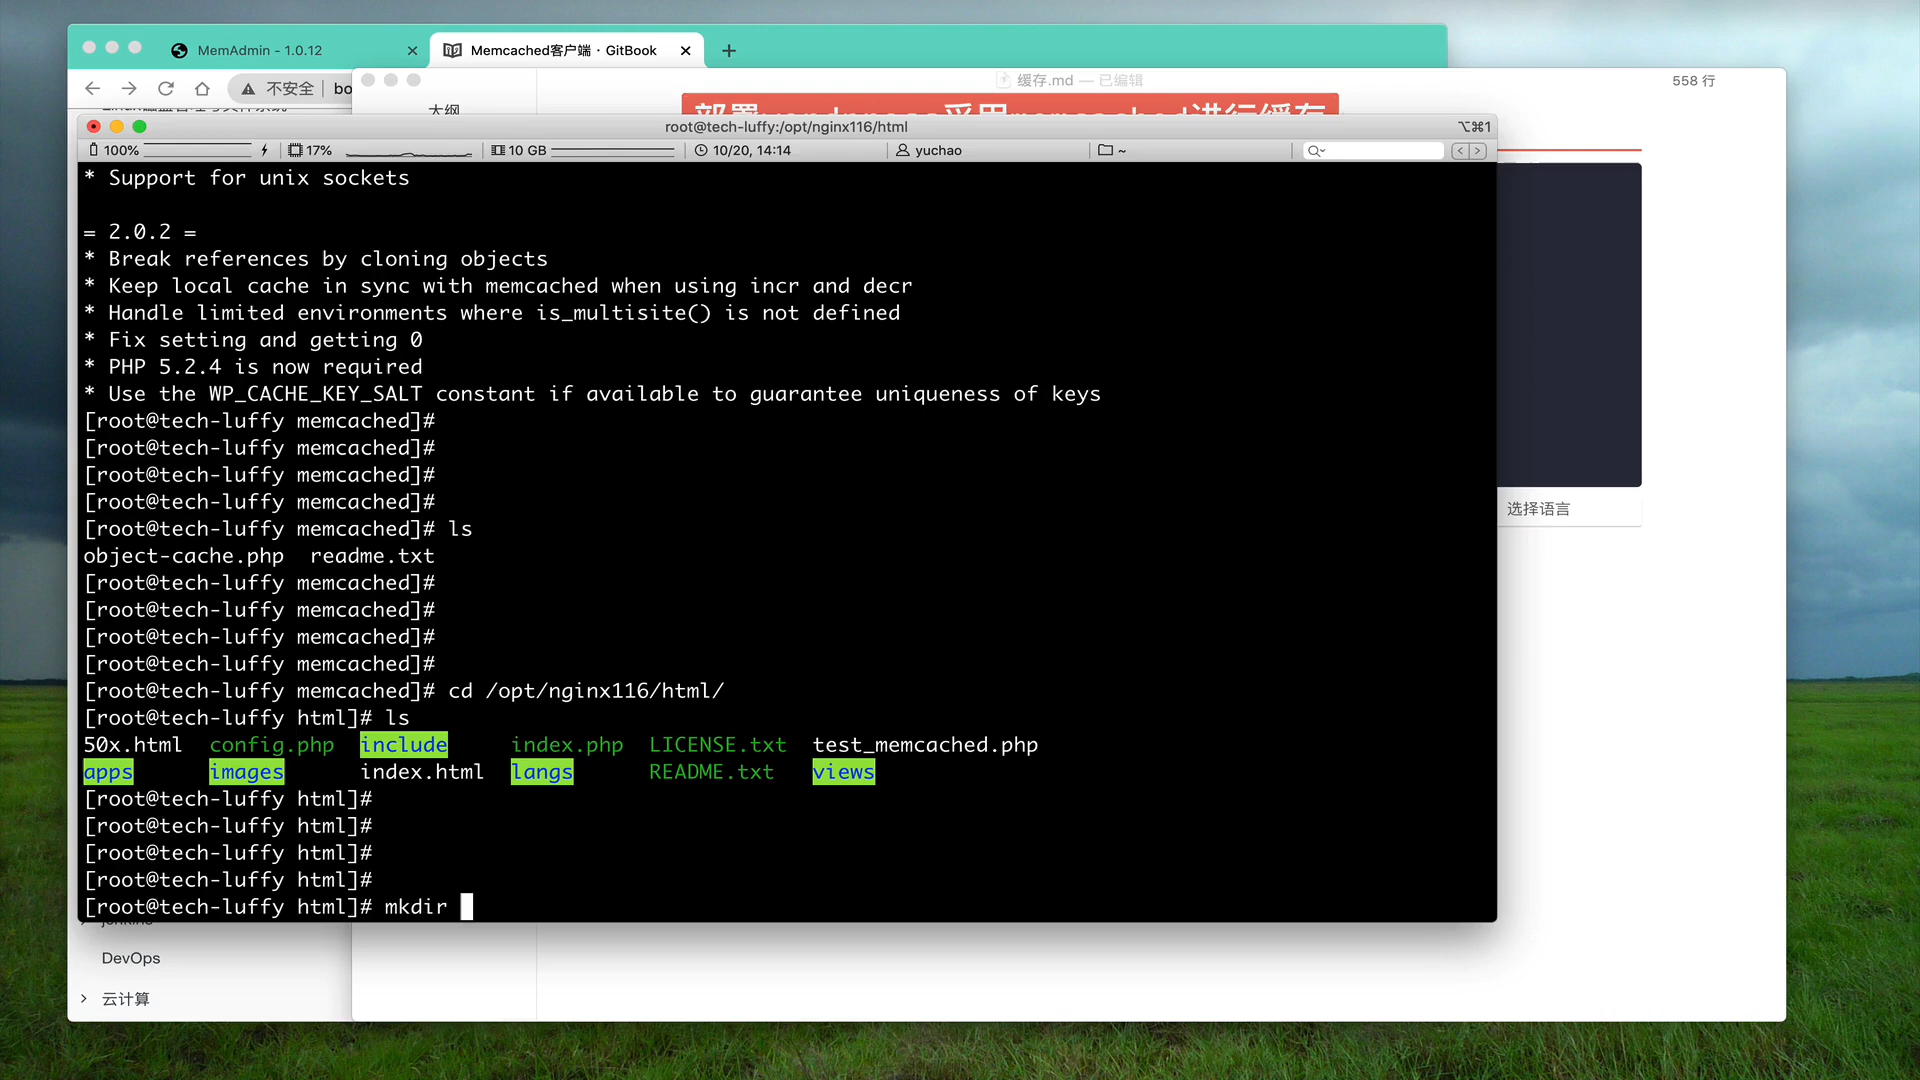 MemAdmin - 1.0.12
Memcached客户端 · GitBook
不安全
bo
缓存.md — 已编辑
558 行
大纲
root@tech-luffy:/opt/nginx116/html
⌥⌘1
100%
17%
10 GB
10/20, 14:14
yuchao
~
* Support for unix sockets
= 2.0.2 =
* Break references by cloning objects
* Keep local cache in sync with memcached when using incr and decr
* Handle limited environments where is_multisite() is not defined
* Fix setting and getting 0
* PHP 5.2.4 is now required
* Use the WP_CACHE_KEY_SALT constant if available to guarantee uniqueness of keys
[root@tech-luffy memcached]#
[root@tech-luffy memcached]#
[root@tech-luffy memcached]#
[root@tech-luffy memcached]#
[root@tech-luffy memcached]# ls
object-cache.php  readme.txt
[root@tech-luffy memcached]#
[root@tech-luffy memcached]#
[root@tech-luffy memcached]#
[root@tech-luffy memcached]#
[root@tech-luffy memcached]# cd /opt/nginx116/html/
[root@tech-luffy html]# ls
50x.html  config.php  include     index.php  LICENSE.txt  test_memcached.php
apps      images      index.html  langs      README.txt   views
[root@tech-luffy html]#
[root@tech-luffy html]#
[root@tech-luffy html]#
[root@tech-luffy html]#
[root@tech-luffy html]# mkdir
选择语言
DevOps
云计算